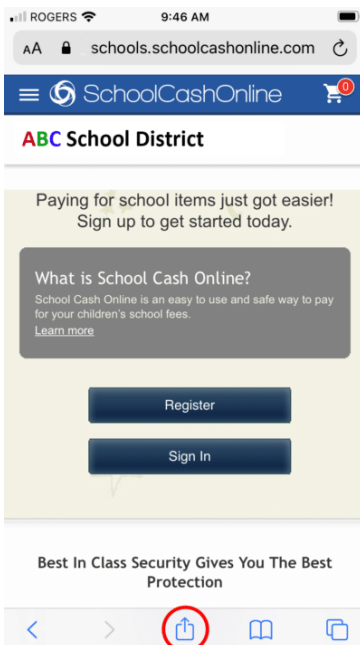 ROGERS 9:46 AM
AA schools.schoolcashonline.com
SchoolCashOnline 0
ABC School District
Paying for school items just got easier!
Sign up to get started today.
What is School Cash Online?
School Cash Online is an easy to use and safe way to pay
for your children's school fees.
Learn more
Register
Sign In
Best In Class Security Gives You The Best
Protection